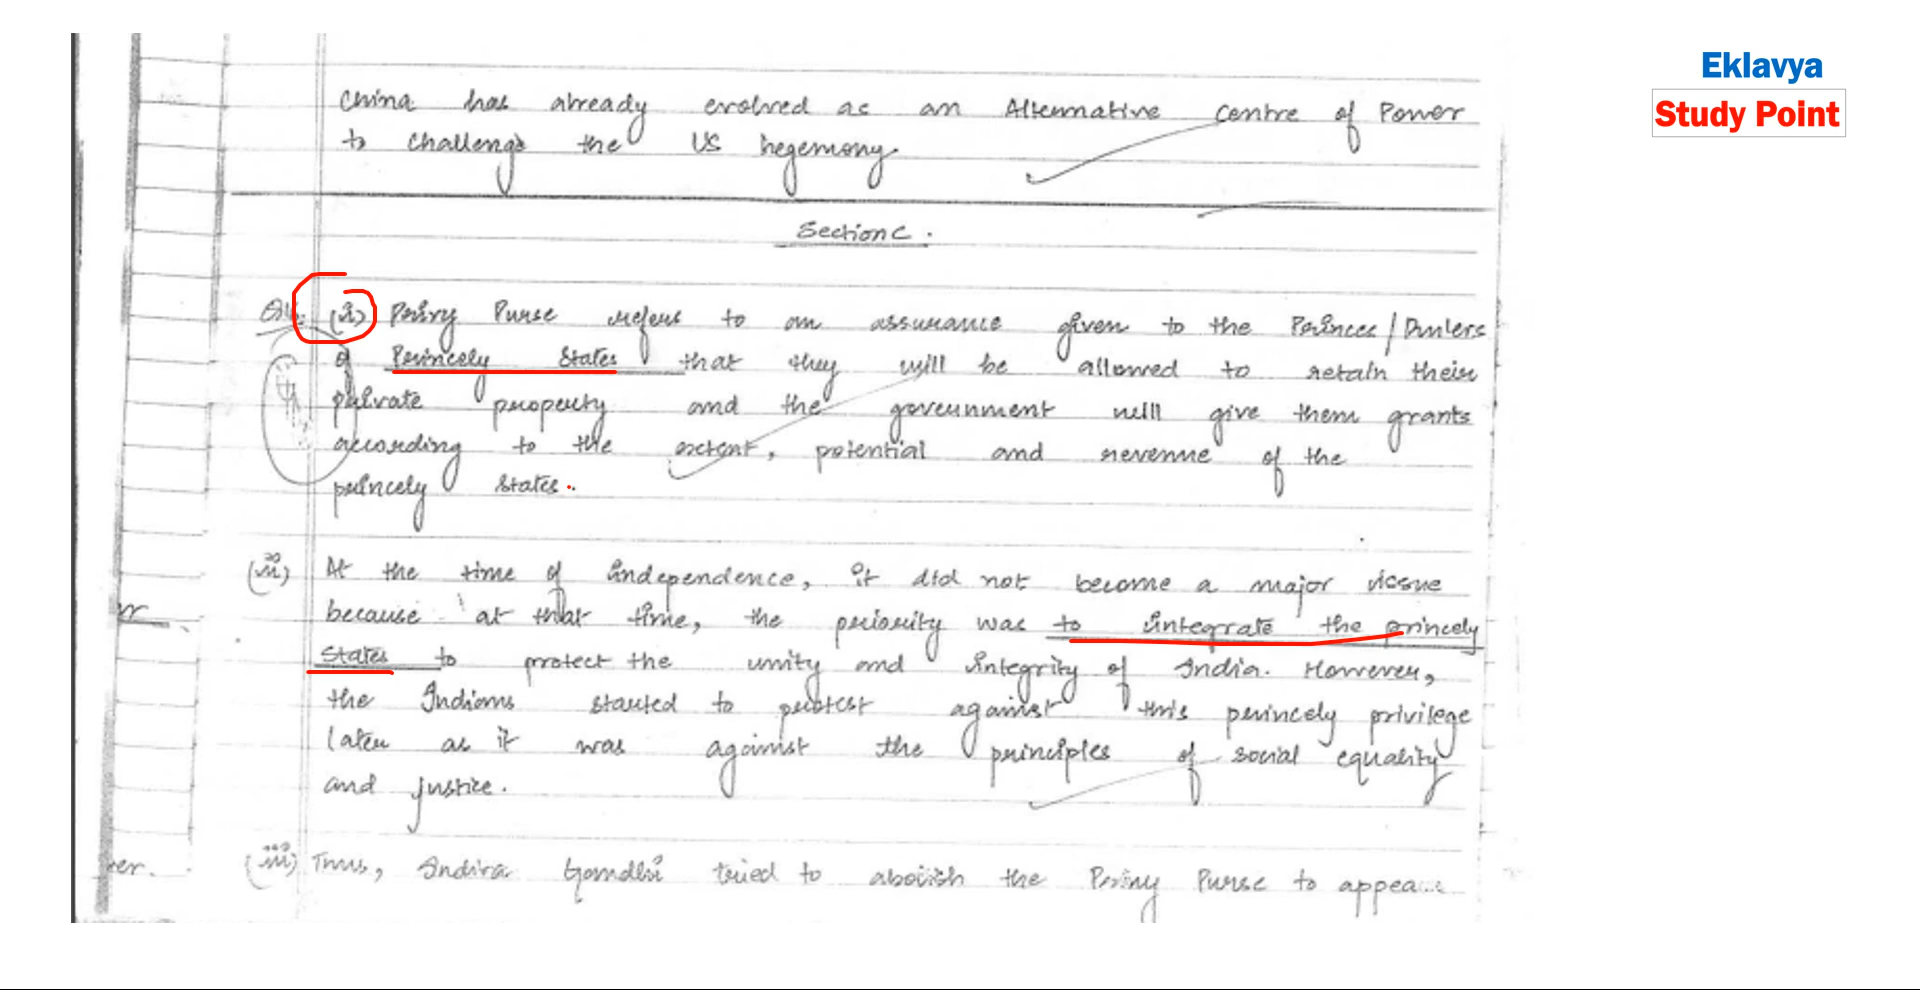 Eklavya
Study Point
China has already evolved as an Alternative Centre of Power
to challenge the US hegemony.
Section C.
(i) Privy Purse refers to an assurance given to the Princes/Rulers
of Princely States that they will be allowed to retain their
private property and the government will give them grants
according to the extent, potential and revenue of the
princely states.
(ii) At the time of independence, it did not become a major issue
because at that time, the priority was to integrate the princely
states to protect the unity and integrity of India. However,
the Indians started to protest against this princely privilege
later as it was against the principles of social equality
and justice.
(iii) Thus, Indira Gandhi tried to abolish the Privy Purse to appear